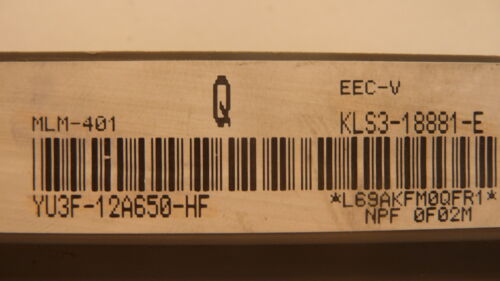 Q
EEC-V
MLM-401
KLS3-18881-E
YU3F-12A650-HF
*L69AKFM0QFR1*
NPF 0F02M